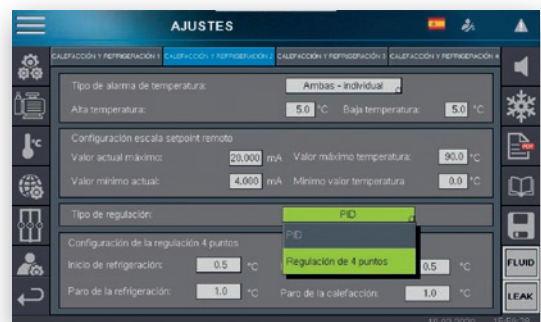 AJUSTES
CALEFACCIÓN Y REFRIGERACIÓN 1 CALEFACCIÓN Y REFRIGERACIÓN 2 CALEFACCIÓN Y REFRIGERACIÓN 3 CALEFACCIÓN Y REFRIGERACIÓN 4
Tipo de alarma de temperatura: Ambas - individual
Alta temperatura: 5.0 °C Baja temperatura: 5.0 °C
Configuración escala setpoint remoto
Valor actual máximo: 20.000 mA Valor máximo temperatura: 90.0 °C
Valor mínimo actual: 4.000 mA Mínimo valor temperatura 0.0 °C
Tipo de regulación: PID
PID
Configuración de la regulación 4 puntos
Regulación de 4 puntos
Inicio de refrigeración: 0.5 °C 0.5 °C
Paro de la refrigeración: 1.0 °C Paro de la calefacción: 1.0 °C
°C
PDF
FLUID
LEAK